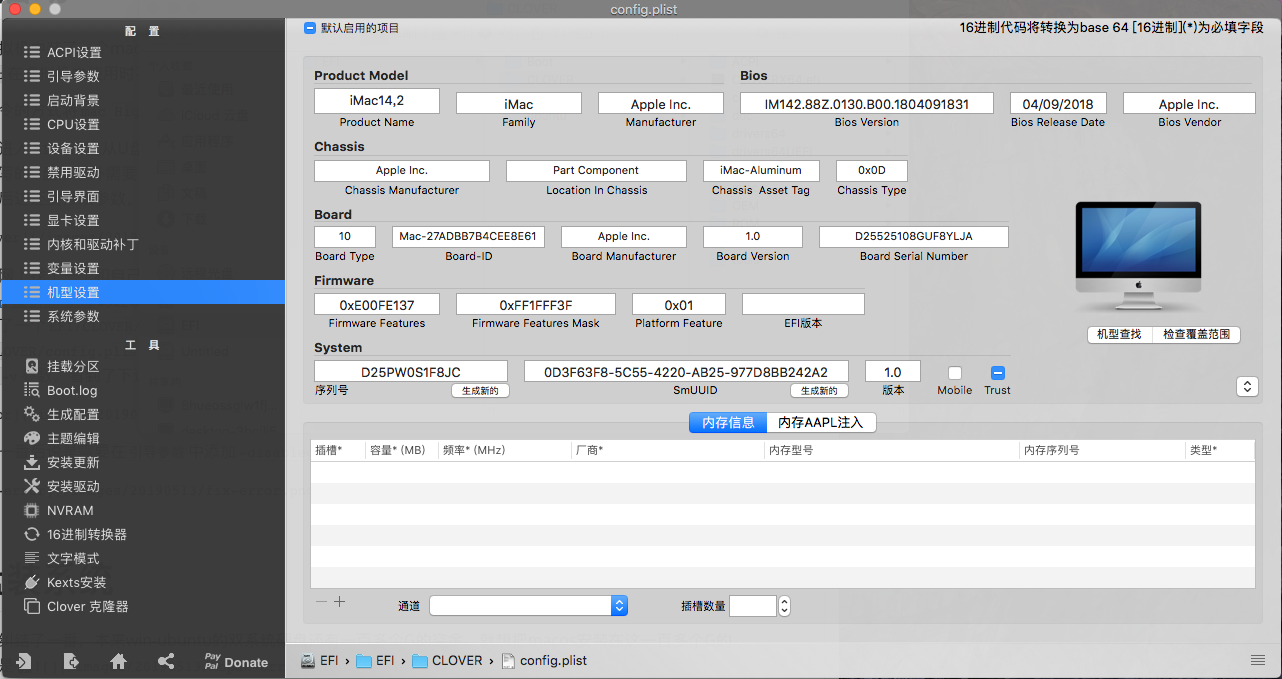 config.plist
配 置
ACPI设置
引导参数
启动背景
CPU设置
设备设置
禁用驱动
引导界面
显卡设置
内核和驱动补丁
变量设置
机型设置
系统参数
工 具
挂载分区
Boot.log
生成配置
主题编辑
安装更新
安装驱动
NVRAM
16进制转换器
文字模式
Kexts安装
Clover 克隆器
Pay Pal Donate
默认启用的项目
16进制代码将转换为base 64 [16进制](*)为必填字段
Product Model Bios
iMac14,2 iMac Apple Inc. IM142.88Z.0130.B00.1804091831 04/09/2018 Apple Inc.
Product Name Family Manufacturer Bios Version Bios Release Date Bios Vendor
Chassis
Apple Inc. Part Component iMac-Aluminum 0x0D
Chassis Manufacturer Location In Chassis Chassis Asset Tag Chassis Type
Board
10 Mac-27ADBB7B4CEE8E61 Apple Inc. 1.0 D25525108GUF8YLJA
Board Type Board-ID Board Manufacturer Board Version Board Serial Number
Firmware
0xE00FE137 0xFF1FFF3F 0x01
Firmware Features Firmware Features Mask Platform Feature EFI版本
机型查找 检查覆盖范围
System
D25PW0S1F8JC 0D3F63F8-5C55-4220-AB25-977D8BB242A2 1.0
序列号 生成新的 SmUUID 生成新的 版本 Mobile Trust
内存信息 内存AAPL注入
插槽* 容量* (MB) 频率* (MHz) 厂商* 内存型号 内存序列号 类型*
通道 插槽数量
EFI › EFI › CLOVER › config.plist